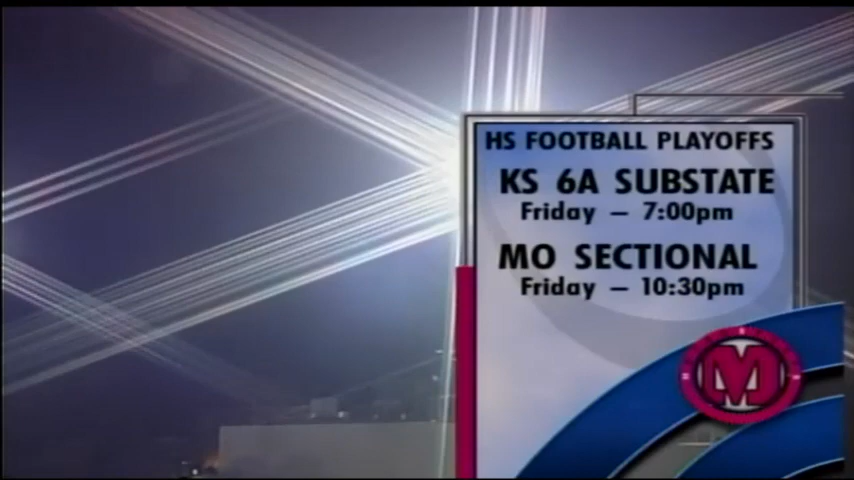 HS FOOTBALL PLAYOFFS
KS 6A SUBSTATE
Friday – 7:00pm
MO SECTIONAL
Friday – 10:30pm
M